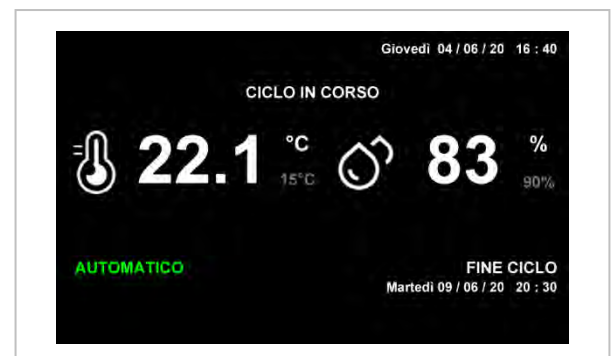 Giovedì 04 / 06 / 20 16 : 40
CICLO IN CORSO
22.1 °C 83 %
15°C 90%
AUTOMATICO
FINE CICLO
Martedì 09 / 06 / 20 20 : 30